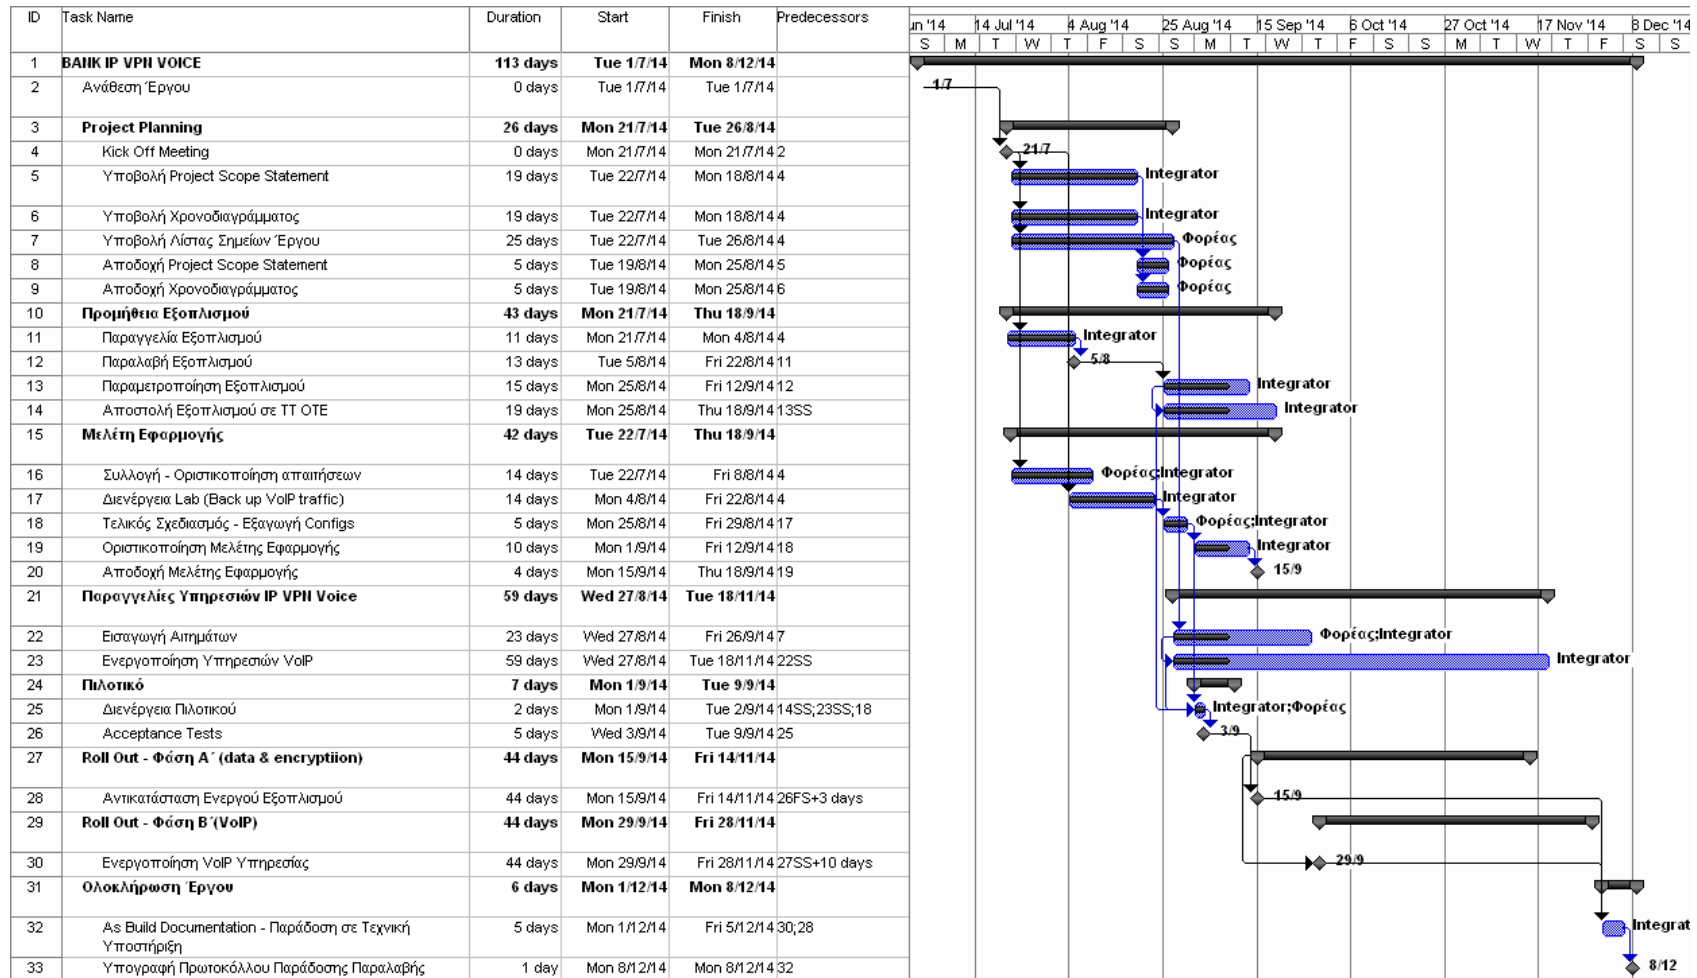 ID Task Name Duration Start Finish Predecessors
14 Jul '14 4 Aug '14 25 Aug '14 15 Sep '14 6 Oct '14 27 Oct '14 17 Nov '14 8 Dec '14
S M T W T F S S M T W T F S S M T W T F S S
1 BANK IP VPN VOICE 113 days Tue 1/7/14 Mon 8/12/14
2 Ανάθεση Έργου 0 days Tue 1/7/14 Tue 1/7/14 1/7
3 Project Planning 26 days Mon 21/7/14 Tue 26/8/14
4 Kick Off Meeting 0 days Mon 21/7/14 Mon 21/7/14 2 21/7
5 Υποβολή Project Scope Statement 19 days Tue 22/7/14 Mon 18/8/14 4 Integrator
6 Υποβολή Χρονοδιαγράμματος 19 days Tue 22/7/14 Mon 18/8/14 4 Integrator
7 Υποβολή Λίστας Σημείων Έργου 25 days Tue 22/7/14 Tue 26/8/14 4 Φορέας
8 Αποδοχή Project Scope Statement 5 days Tue 19/8/14 Mon 25/8/14 5 Φορέας
9 Αποδοχή Χρονοδιαγράμματος 5 days Tue 19/8/14 Mon 25/8/14 6 Φορέας
10 Προμήθεια Εξοπλισμού 43 days Mon 21/7/14 Thu 18/9/14
11 Παραγγελία Εξοπλισμού 11 days Mon 21/7/14 Mon 4/8/14 4 Integrator
12 Παραλαβή Εξοπλισμού 13 days Tue 5/8/14 Fri 22/8/14 11 5/8
13 Παραμετροποίηση Εξοπλισμού 15 days Mon 25/8/14 Fri 12/9/14 12 Integrator
14 Αποστολή Εξοπλισμού σε ΤΤ ΟΤΕ 19 days Mon 25/8/14 Thu 18/9/14 13SS Integrator
15 Μελέτη Εφαρμογής 42 days Tue 22/7/14 Thu 18/9/14
16 Συλλογή - Οριστικοποίηση απαιτήσεων 14 days Tue 22/7/14 Fri 8/8/14 4 Φορέας;Integrator
17 Διενέργεια Lab (Back up VoIP traffic) 14 days Mon 4/8/14 Fri 22/8/14 4 Integrator
18 Τελικός Σχεδιασμός - Εξαγωγή Configs 5 days Mon 25/8/14 Fri 29/8/14 17 Φορέας;Integrator
19 Οριστικοποίηση Μελέτης Εφαρμογής 10 days Mon 1/9/14 Fri 12/9/14 18 Integrator
20 Αποδοχή Μελέτης Εφαρμογής 4 days Mon 15/9/14 Thu 18/9/14 19 15/9
21 Παραγγελίες Υπηρεσιών IP VPN Voice 59 days Wed 27/8/14 Tue 18/11/14
22 Εισαγωγή Αιτημάτων 23 days Wed 27/8/14 Fri 26/9/14 7 Φορέας;Integrator
23 Ενεργοποίηση Υπηρεσιών VoIP 59 days Wed 27/8/14 Tue 18/11/14 22SS Integrator
24 Πιλοτικό 7 days Mon 1/9/14 Tue 9/9/14
25 Διενέργεια Πιλοτικού 2 days Mon 1/9/14 Tue 2/9/14 14SS;23SS;18 Integrator;Φορέας
26 Acceptance Tests 5 days Wed 3/9/14 Tue 9/9/14 25 3/9
27 Roll Out - Φάση Α΄ (data & encryptiion) 44 days Mon 15/9/14 Fri 14/11/14
28 Αντικατάσταση Ενεργού Εξοπλισμού 44 days Mon 15/9/14 Fri 14/11/14 26FS+3 days 15/9
29 Roll Out - Φάση Β΄(VoIP) 44 days Mon 29/9/14 Fri 28/11/14
30 Ενεργοποίηση VoIP Υπηρεσίας 44 days Mon 29/9/14 Fri 28/11/14 27SS+10 days 29/9
31 Ολοκλήρωση Έργου 6 days Mon 1/12/14 Mon 8/12/14
32 As Build Documentation - Παράδοση σε Τεχνική 5 days Mon 1/12/14 Fri 5/12/14 30;28 Integrat
Υποστήριξη
33 Υπογραφή Πρωτοκόλλου Παράδοσης Παραλαβής 1 day Mon 8/12/14 Mon 8/12/14 32 8/12